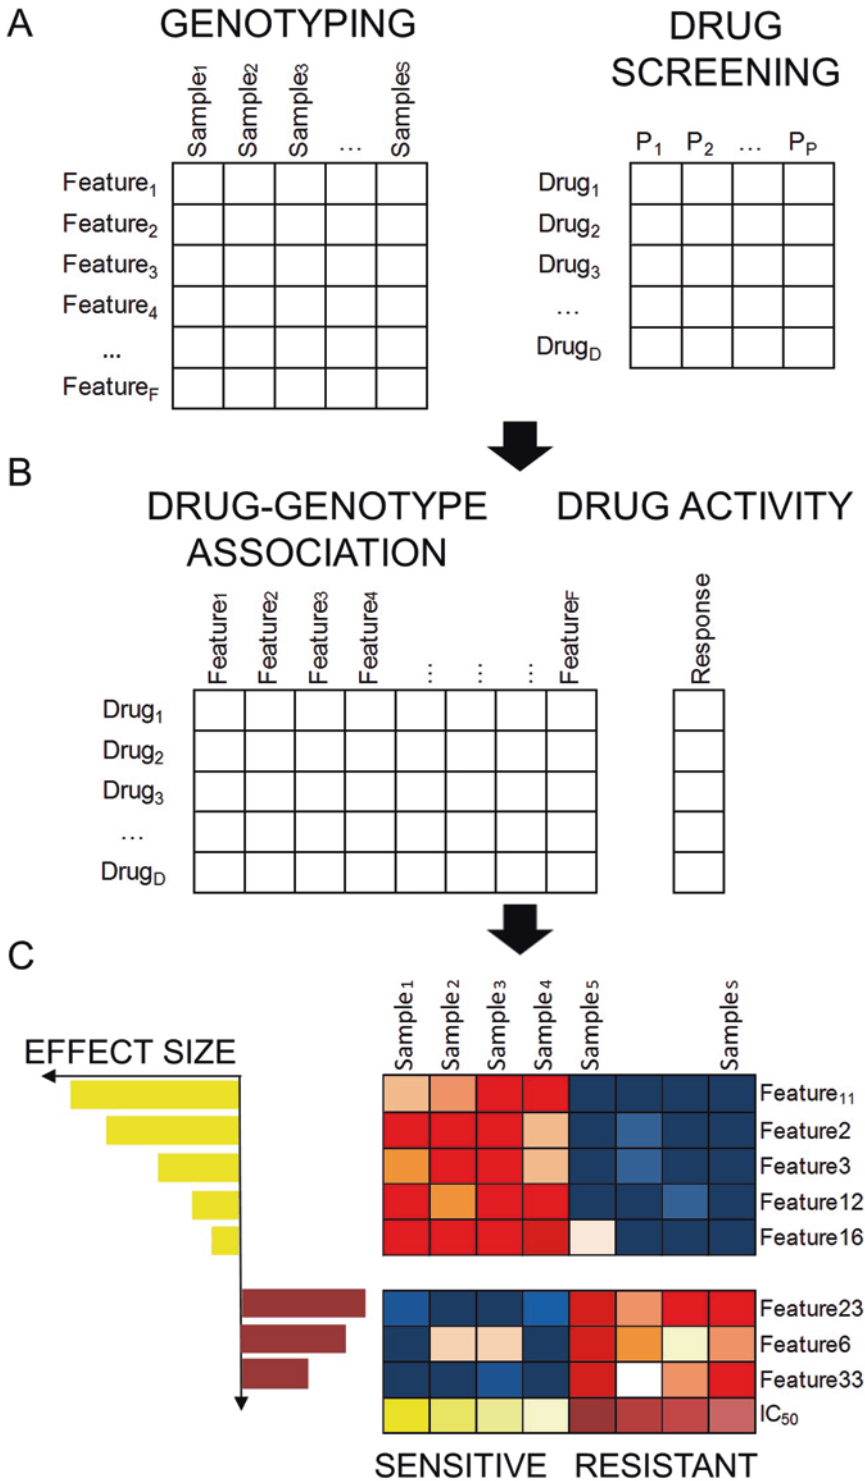 A
GENOTYPING
DRUG
SCREENING
Sample1
Sample2
Sample3
...
SampleS
P1
P2
...
PP
Feature1
Feature2
Feature3
Feature4
...
FeatureF
Drug1
Drug2
Drug3
...
DrugD
B
DRUG-GENOTYPE
ASSOCIATION
DRUG ACTIVITY
Feature1
Feature2
Feature3
Feature4
...
...
...
FeatureF
Response
Drug1
Drug2
Drug3
...
DrugD
C
Sample1
Sample2
Sample3
Sample4
Sample5
SampleS
EFFECT SIZE
Feature11
Feature2
Feature3
Feature12
Feature16
Feature23
Feature6
Feature33
IC50
SENSITIVE
RESISTANT